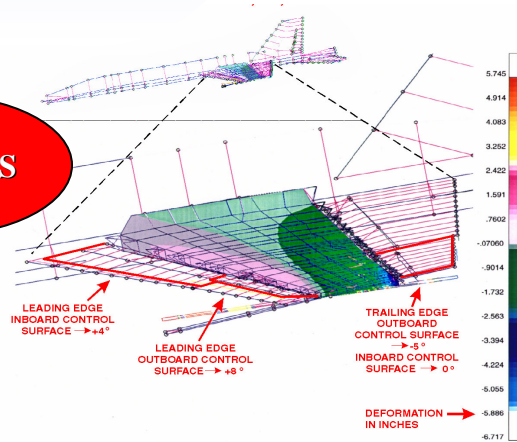 S
5.745
4.914
4.083
3.252
2.422
1.591
.7602
-.07060
-.9014
-1.732
-2.563
-3.394
-4.224
-5.055
-5.886
-6.717
LEADING EDGE
INBOARD CONTROL
SURFACE → +4°
LEADING EDGE
OUTBOARD CONTROL
SURFACE → +8°
TRAILING EDGE
OUTBOARD
CONTROL SURFACE
→ -5°
INBOARD CONTROL
SURFACE → 0°
DEFORMATION
IN INCHES